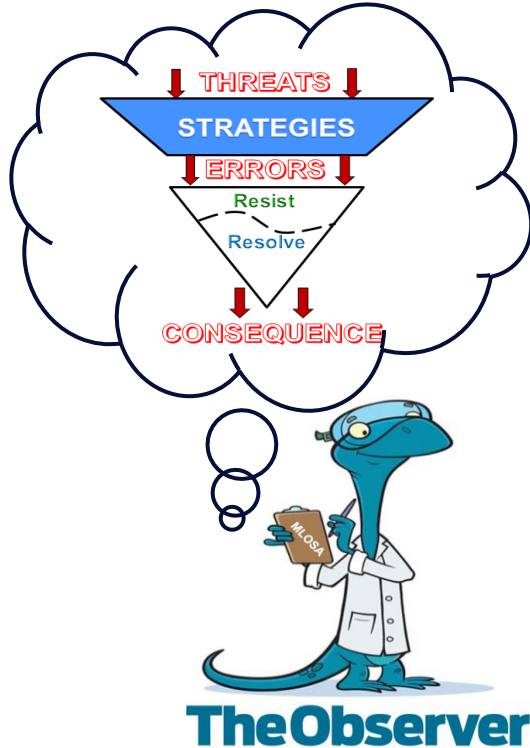 THREATS
STRATEGIES
ERRORS
Resist
Resolve
CONSEQUENCE
MLOSA
TheObserver